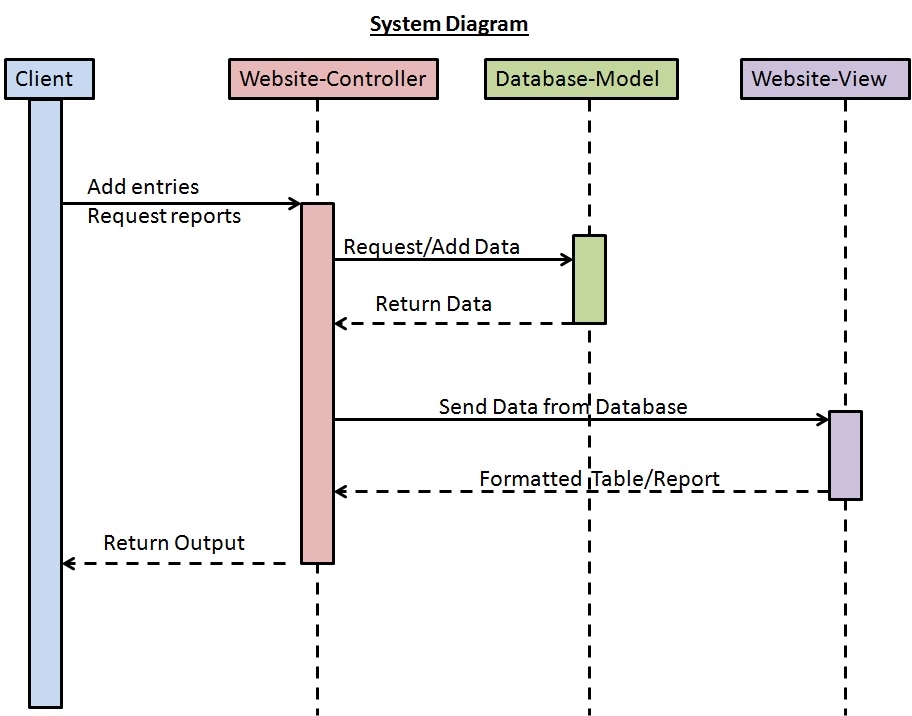 System Diagram
Client
Website-Controller
Database-Model
Website-View
Add entries
Request reports
Request/Add Data
Return Data
Send Data from Database
Formatted Table/Report
Return Output